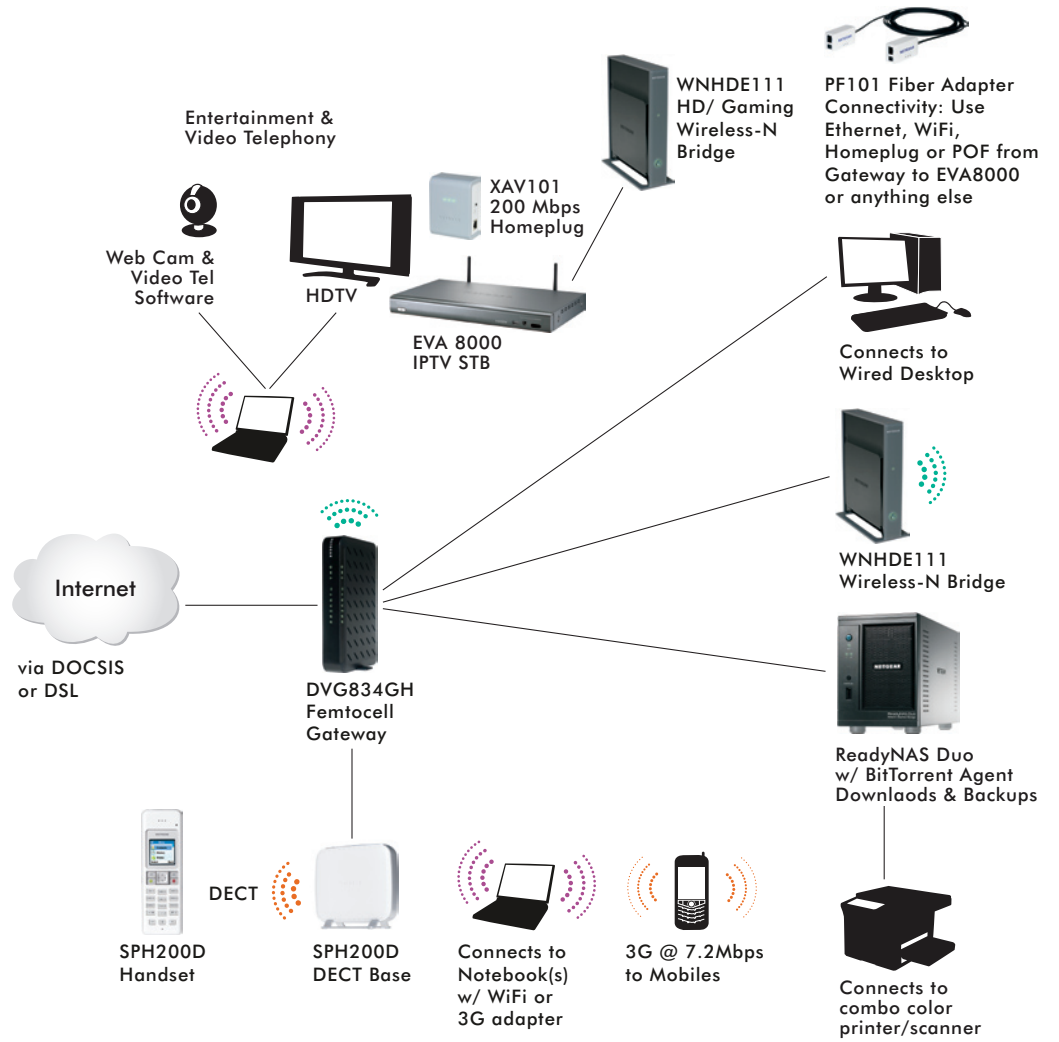 PF101 Fiber Adapter
Connectivity: Use
Ethernet, WiFi,
Homeplug or POF from
Gateway to EVA8000
or anything else
WNHDE111
HD/ Gaming
Wireless-N
Bridge
Entertainment &
Video Telephony
XAV101
200 Mbps
Homeplug
Web Cam &
Video Tel
Software
HDTV
EVA 8000
IPTV STB
Connects to
Wired Desktop
WNHDE111
Wireless-N Bridge
Internet
via DOCSIS
or DSL
DVG834GH
Femtocell
Gateway
NETGEAR
ReadyNAS Duo
w/ BitTorrent Agent
Downlaods & Backups
DECT
SPH200D
Handset
SPH200D
DECT Base
Connects to
Notebook(s)
w/ WiFi or
3G adapter
3G @ 7.2Mbps
to Mobiles
Connects to
combo color
printer/scanner